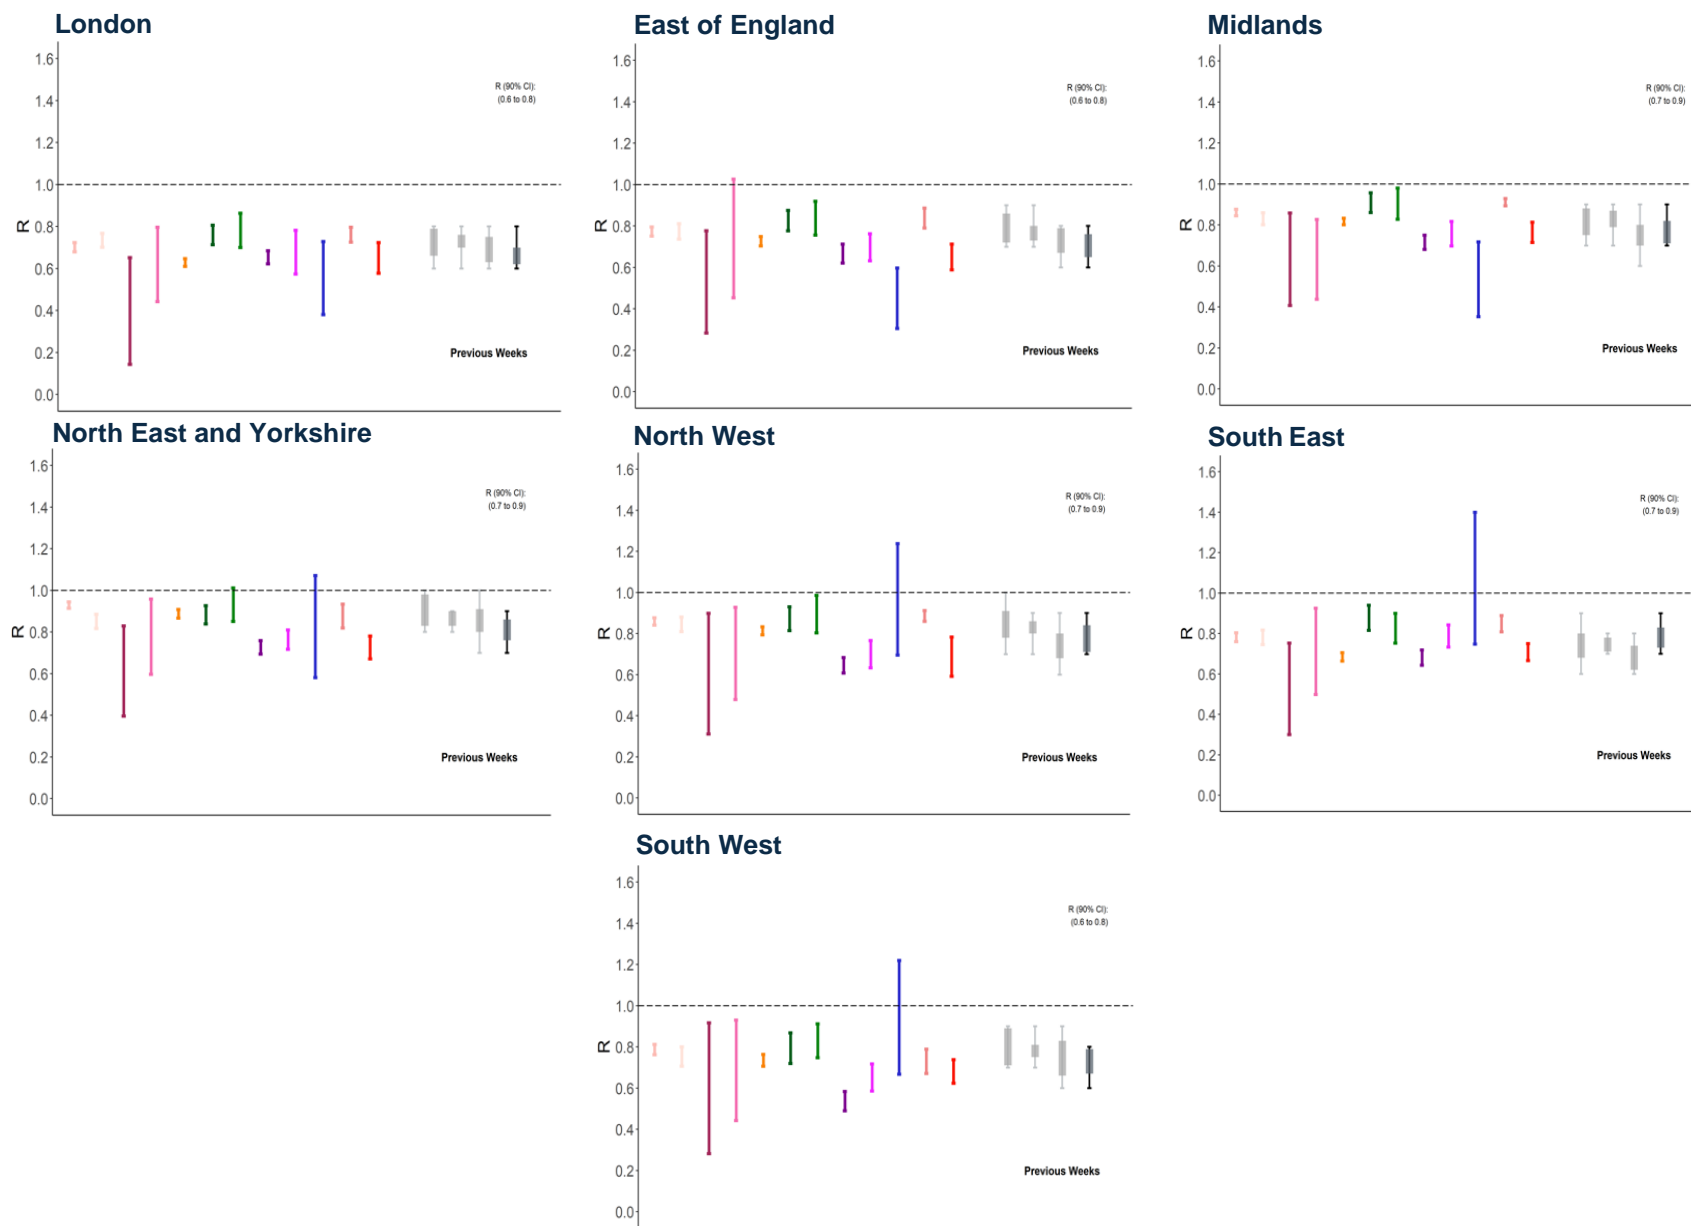 London
1.6
1.4
1.2
1.0
0.8
0.6
0.4
0.2
0.0
R
R (90% CI):
(0.6 to 0.8)
Previous Weeks
East of England
1.6
1.4
1.2
1.0
0.8
0.6
0.4
0.2
0.0
R
R (90% CI):
(0.6 to 0.8)
Previous Weeks
Midlands
1.6
1.4
1.2
1.0
0.8
0.6
0.4
0.2
0.0
R
R (90% CI):
(0.7 to 0.9)
Previous Weeks
North East and Yorkshire
1.6
1.4
1.2
1.0
0.8
0.6
0.4
0.2
0.0
R
R (90% CI):
(0.7 to 0.9)
Previous Weeks
North West
1.6
1.4
1.2
1.0
0.8
0.6
0.4
0.2
0.0
R
R (90% CI):
(0.7 to 0.9)
Previous Weeks
South East
1.6
1.4
1.2
1.0
0.8
0.6
0.4
0.2
0.0
R
R (90% CI):
(0.7 to 0.9)
Previous Weeks
South West
1.6
1.4
1.2
1.0
0.8
0.6
0.4
0.2
0.0
R
R (90% CI):
(0.6 to 0.8)
Previous Weeks